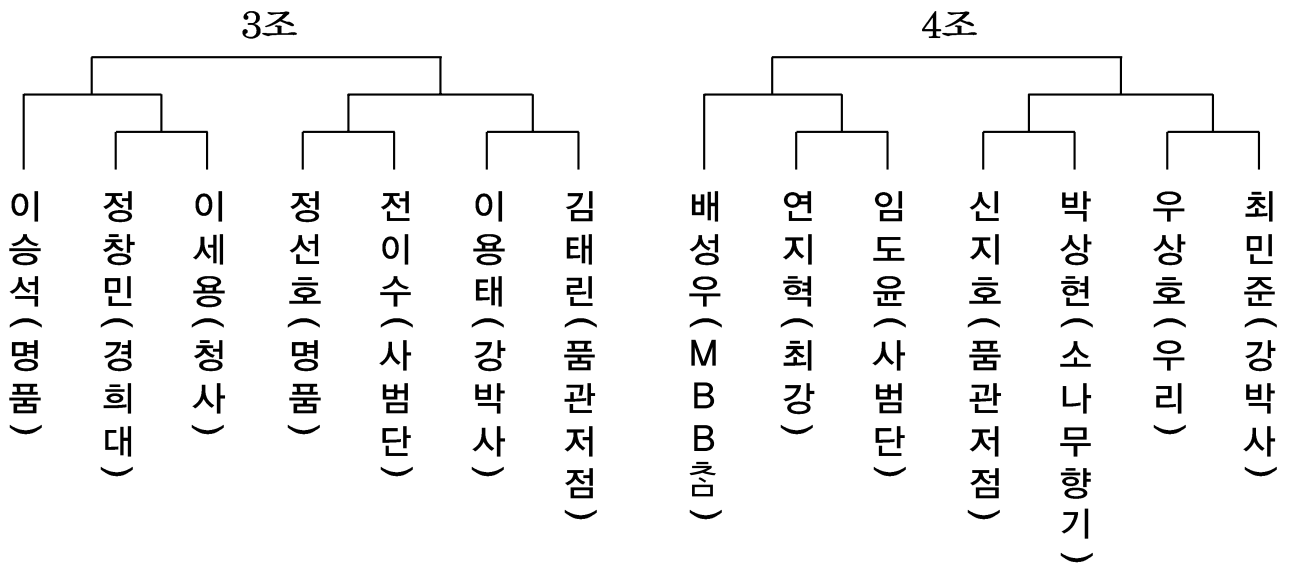 3조
이승석(명품)
정창민(경희대)
이세용(청사)
정선호(명품)
전이수(사범단)
이용태(강박사)
김태린(품관저점)
4조
배성우(MBB촘)
연지혁(최강)
임도윤(사범단)
신지호(품관저점)
박상현(소나무향기)
우상호(우리)
최민준(강박사)